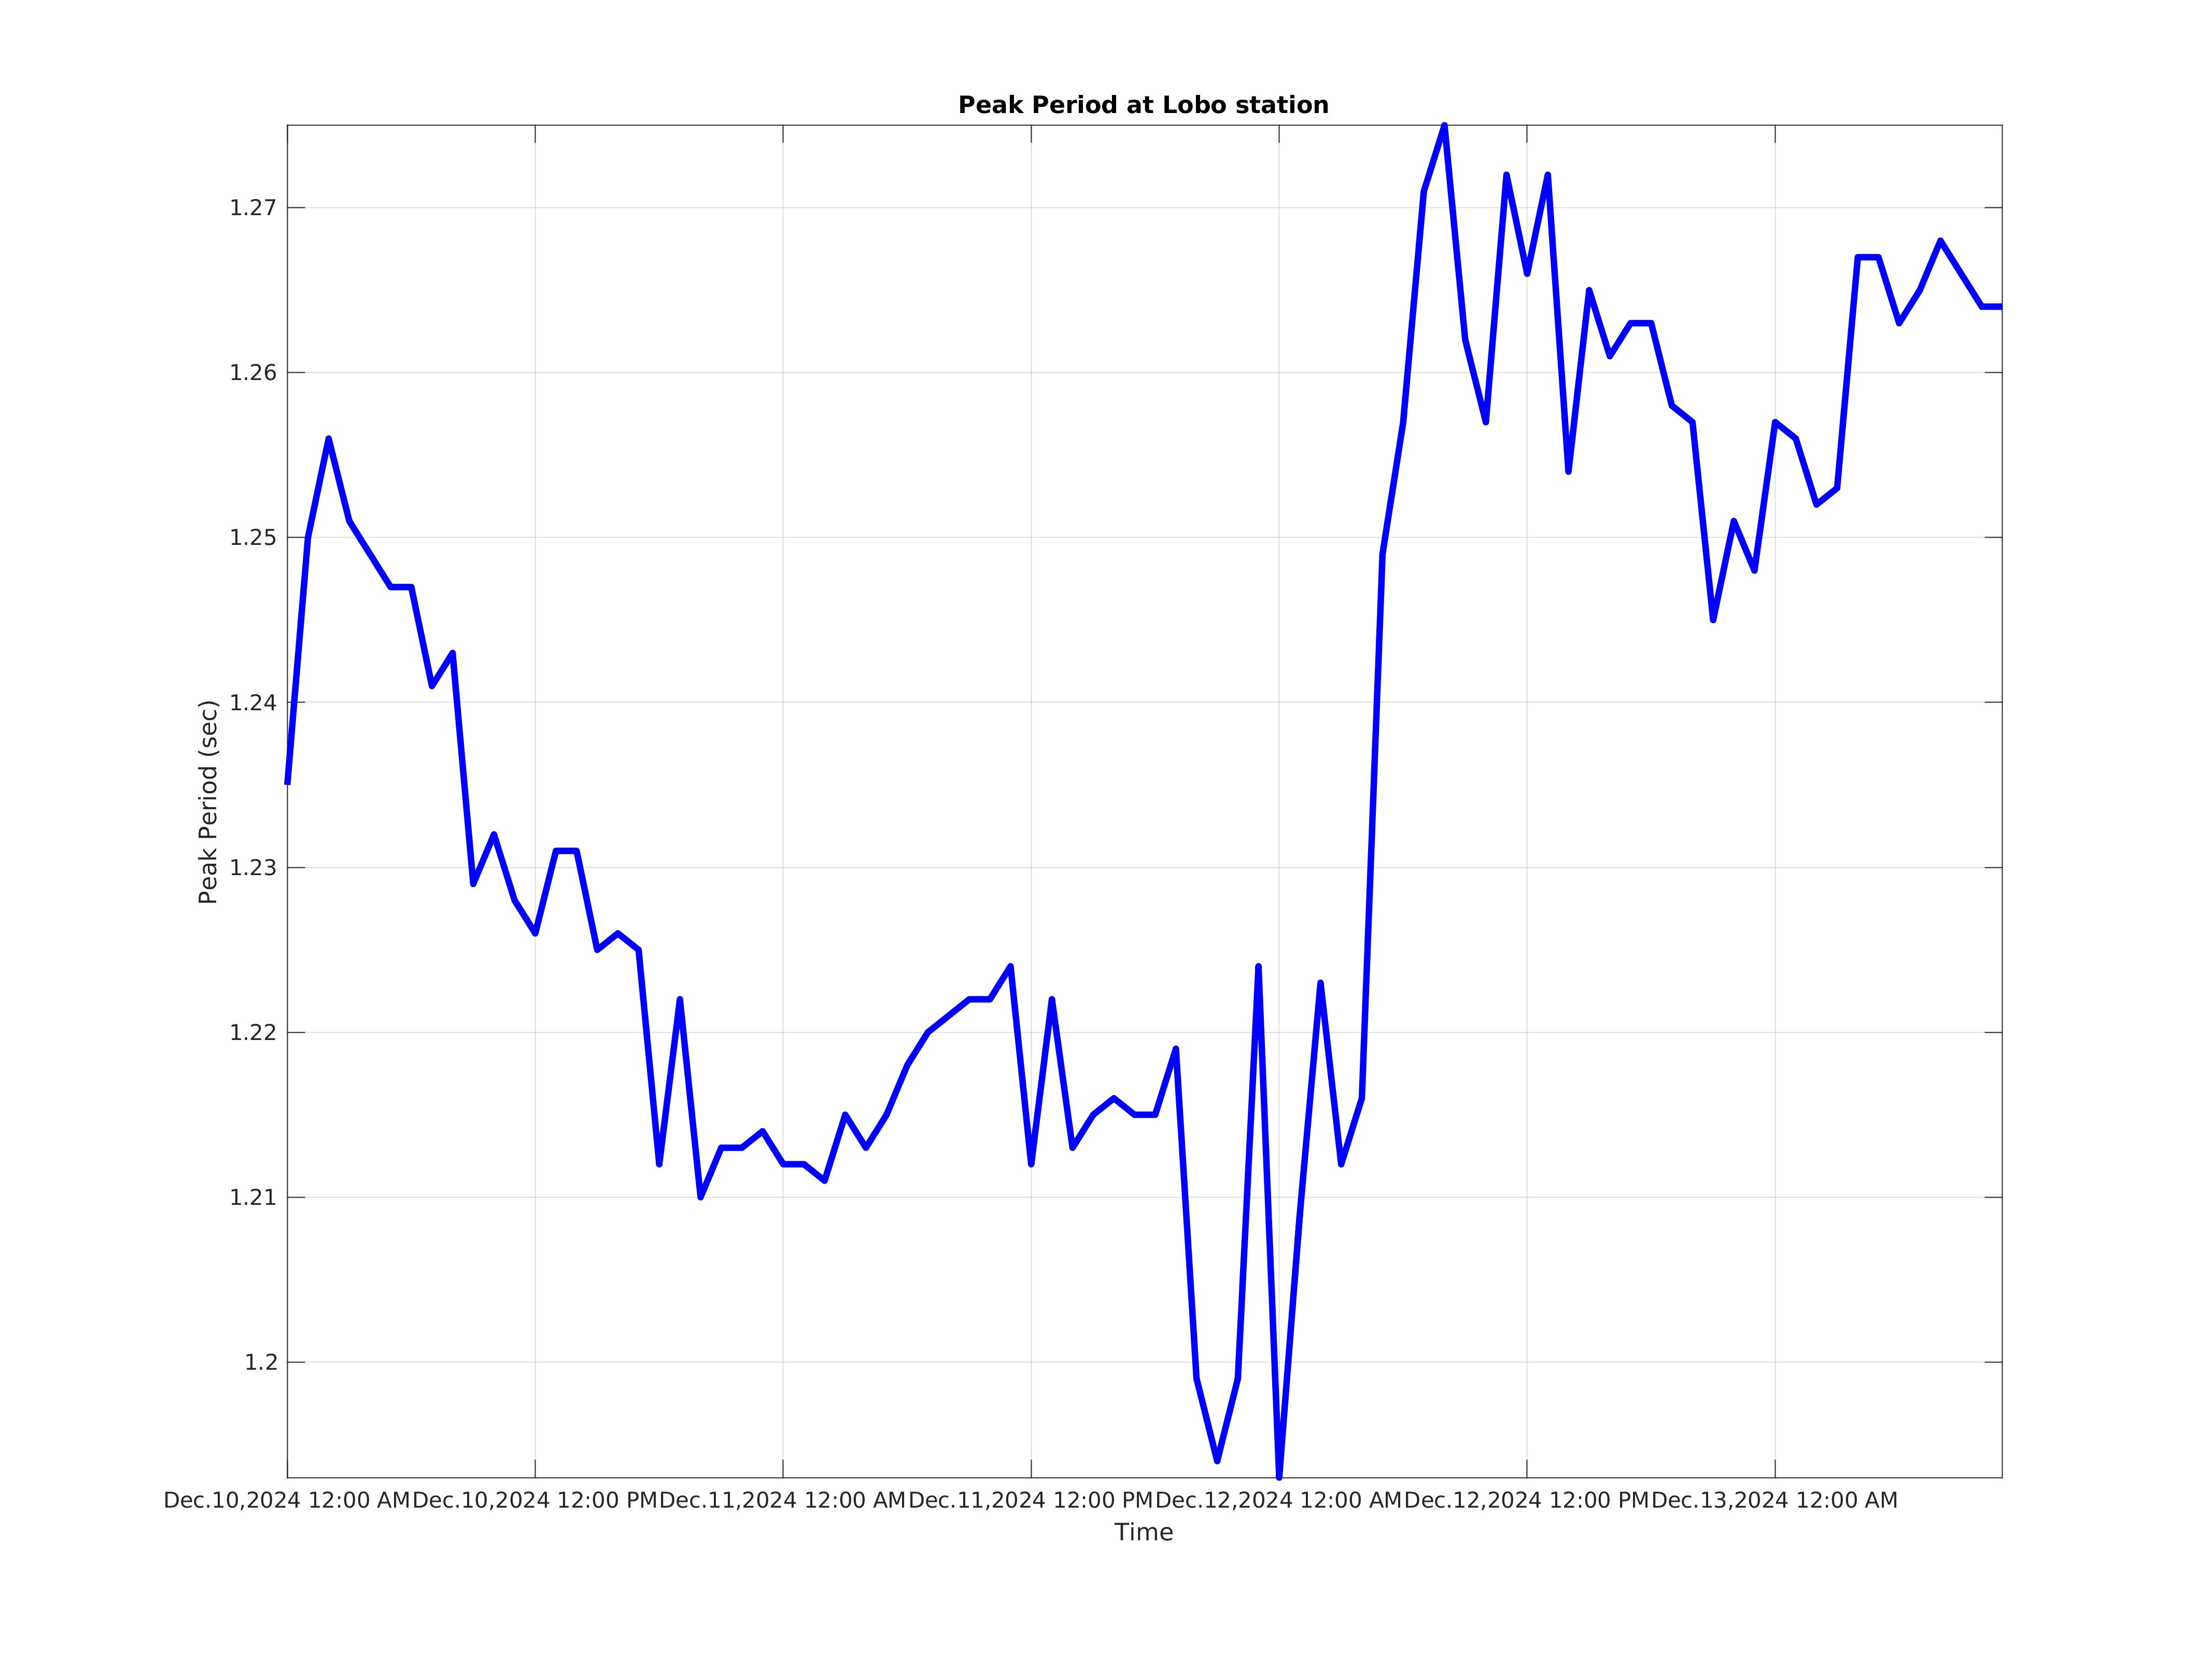 Peak Period at Lobo station
1.27
1.26
1.25
1.24
1.23
1.22
1.21
1.2
Peak Period (sec)
Dec.10,2024 12:00 AM Dec.10,2024 12:00 PM Dec.11,2024 12:00 AM Dec.11,2024 12:00 PM Dec.12,2024 12:00 AM Dec.12,2024 12:00 PM Dec.13,2024 12:00 AM
Time